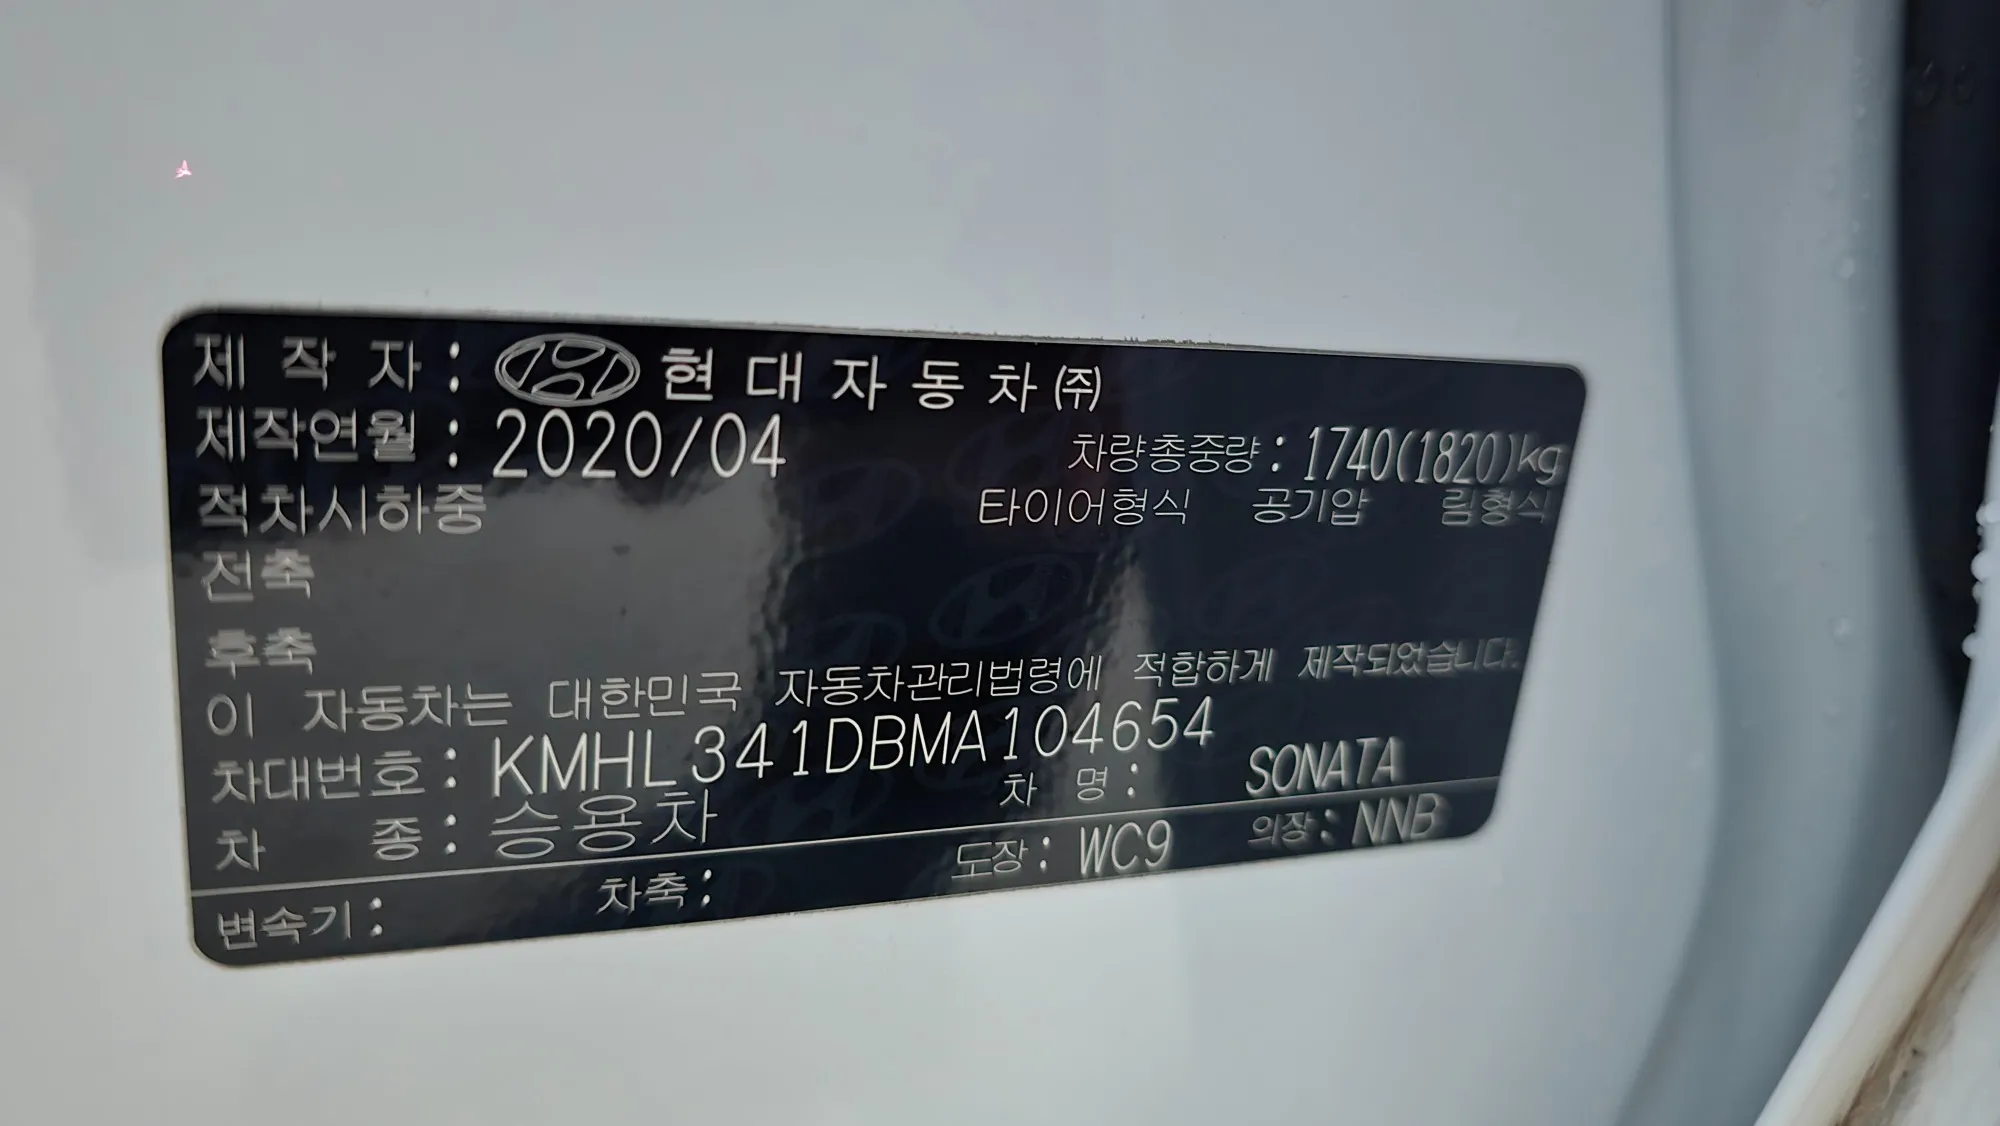 제 작 자 : 현 대 자 동 차 ㈜
제작연월 : 2020/04 차량총중량 : 1740(1820)kg
적차시하중 타이어형식 공기압 림형식
전축
후축
이 자동차는 대한민국 자동차관리법령에 적합하게 제작되었습니다.
차대번호 : KMHL341DBMA104654
차 종 : 승용차 차 명 : SONATA
변속기 : 차축 : 도장 : WC9 의장 : NNB